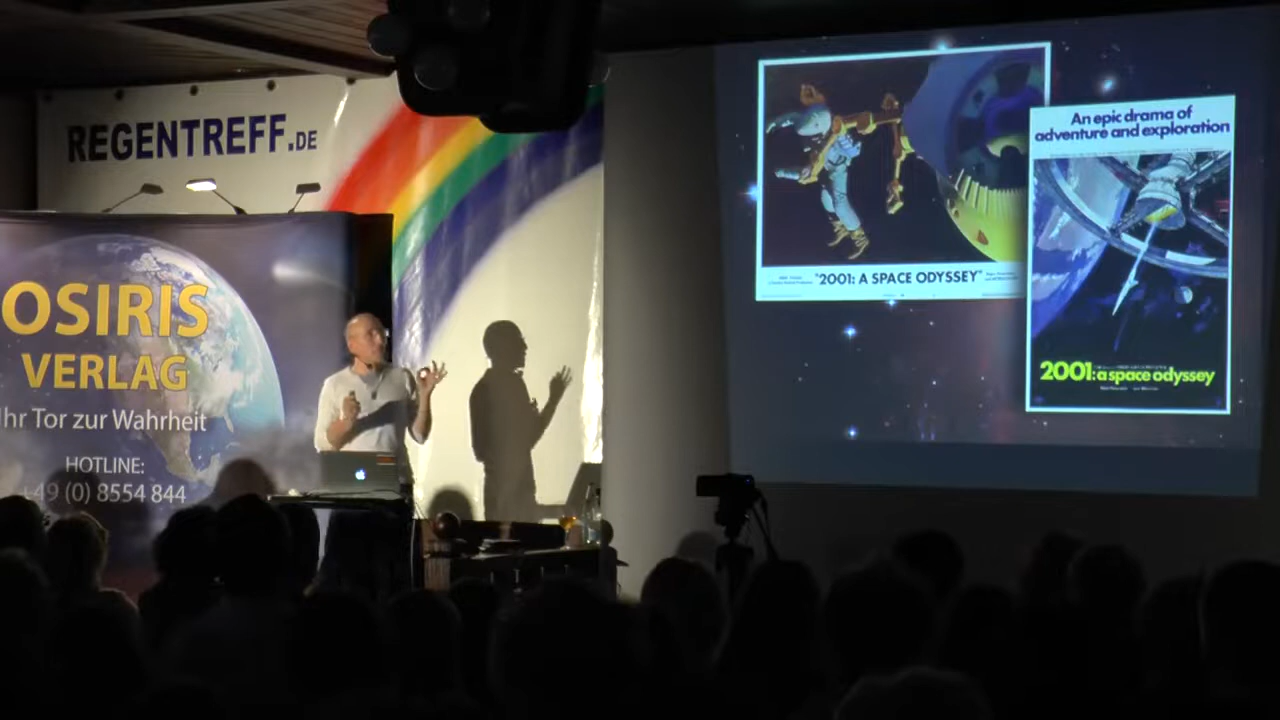 REGENTREFF.DE
OSIRIS
VERLAG
Ihr Tor zur Wahrheit
HOTLINE:
+49 (0) 8554 844
"2001: A SPACE ODYSSEY"
An epic drama of
adventure and exploration
2001: a space odyssey